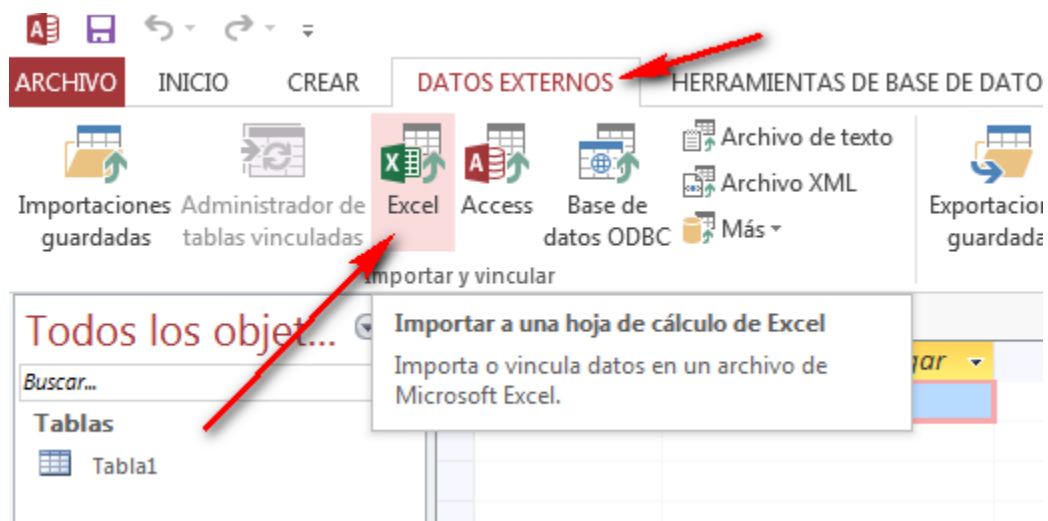 ARCHIVO INICIO CREAR DATOS EXTERNOS HERRAMIENTAS DE BASE DE DATO
Importaciones
guardadas
Administrador de
tablas vinculadas
Excel
Access
Base de
datos ODBC
Archivo de texto
Archivo XML
Más
Exportacion
guardada
Importar y vincular
Todos los objet...
Buscar...
Tablas
Tabla1
Importar a una hoja de cálculo de Excel
Importa o vincula datos en un archivo de
Microsoft Excel.
gar